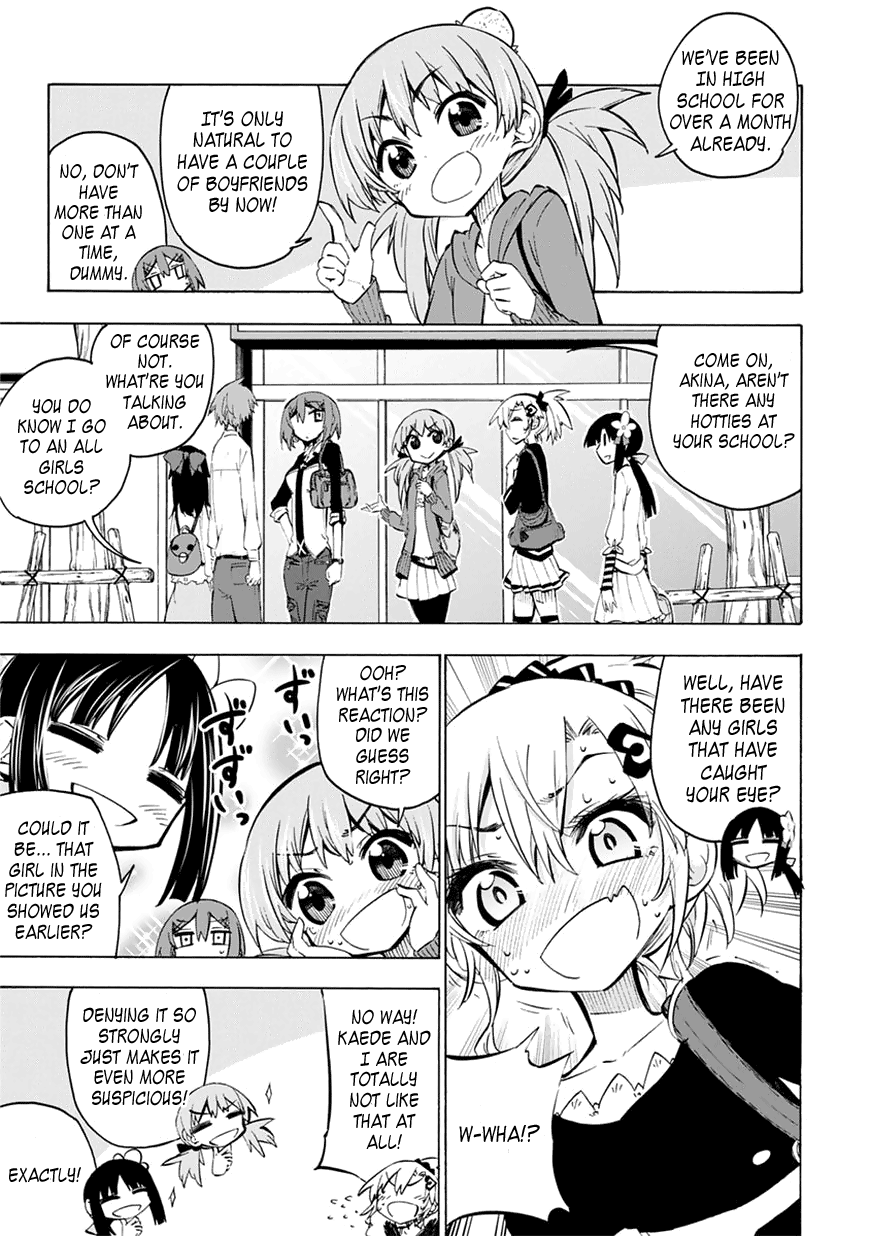 WE'VE BEEN
IN HIGH
SCHOOL FOR
OVER A MONTH
ALREADY.
IT'S ONLY
NATURAL TO
HAVE A COUPLE
OF BOYFRIENDS
BY NOW!
NO, DON'T
HAVE
MORE THAN
ONE AT A
TIME,
DUMMY.
COME ON,
AKINA, AREN'T
THERE ANY
HOTTIES AT
YOUR SCHOOL?
OF COURSE
NOT.
WHAT'RE YOU
TALKING
ABOUT.
YOU DO
KNOW I GO
TO AN ALL
GIRLS
SCHOOL?
WELL, HAVE
THERE BEEN
ANY GIRLS
THAT HAVE
CAUGHT
YOUR EYE?
W-WHA!?
OOH?
WHAT'S THIS
REACTION?
DID WE
GUESS
RIGHT?
ずいっ
ずずいっ
COULD IT
BE... THAT
GIRL IN THE
PICTURE YOU
SHOWED US
EARLIER?
NO WAY!
KAEDE AND
I ARE
TOTALLY
NOT LIKE
THAT AT
ALL!
DENYING IT SO
STRONGLY
JUST MAKES IT
EVEN MORE
SUSPICIOUS!
EXACTLY!